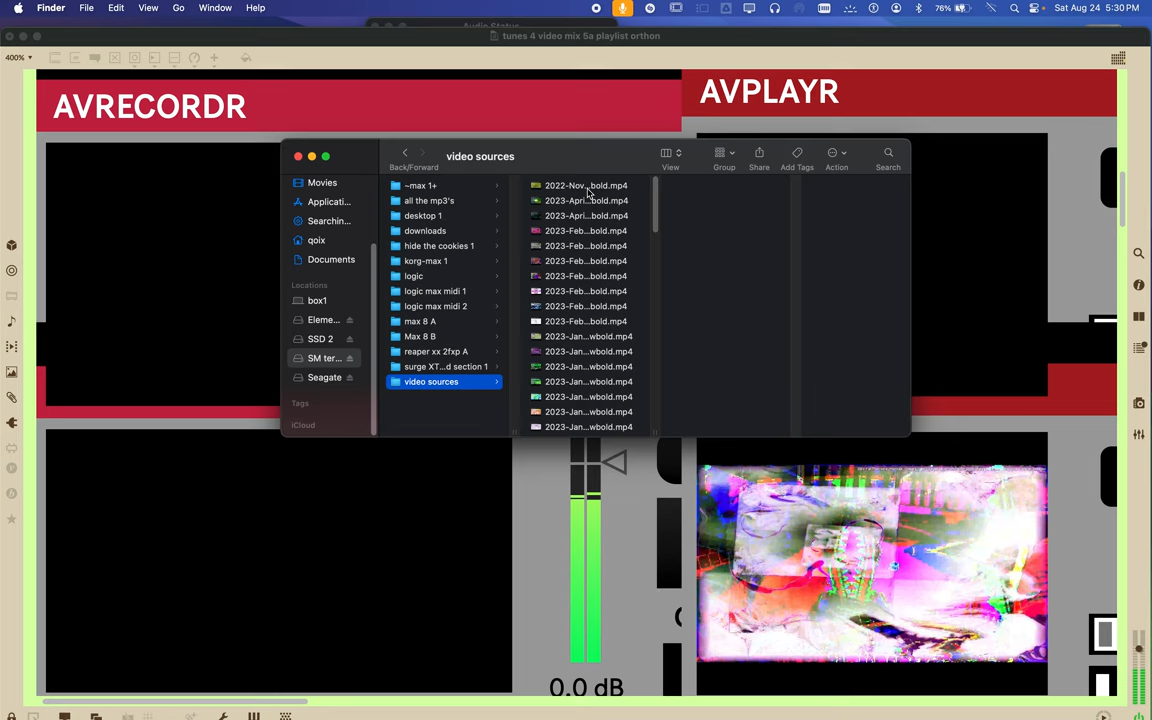 Finder File Edit View Go Window Help 76% Sat Aug 24 5:30 PM
Audio Status
tunes 4 video mix 5a playlist orthon
400%
AVRECORDR
AVPLAYR
video sources
Back/Forward View Group Share Add Tags Action Search
Movies
Applicati...
Searchin...
qoix
Documents
Locations
box1
Eleme...
SSD 2
SM ter...
Seagate
Tags
iCloud
~max 1+
all the mp3's
desktop 1
downloads
hide the cookies 1
korg-max 1
logic
logic max midi 1
logic max midi 2
max 8 A
Max 8 B
reaper xx 2fxp A
surge XT...d section 1
video sources
2022-Nov...bold.mp4
2023-Apri...bold.mp4
2023-Apri...bold.mp4
2023-Feb...bold.mp4
2023-Feb...bold.mp4
2023-Feb...bold.mp4
2023-Feb...bold.mp4
2023-Feb...bold.mp4
2023-Feb...bold.mp4
2023-Feb...bold.mp4
2023-Jan...wbold.mp4
2023-Jan...wbold.mp4
2023-Jan...wbold.mp4
2023-Jan...wbold.mp4
2023-Jan...wbold.mp4
2023-Jan...wbold.mp4
2023-Jan...wbold.mp4
0.0 dB